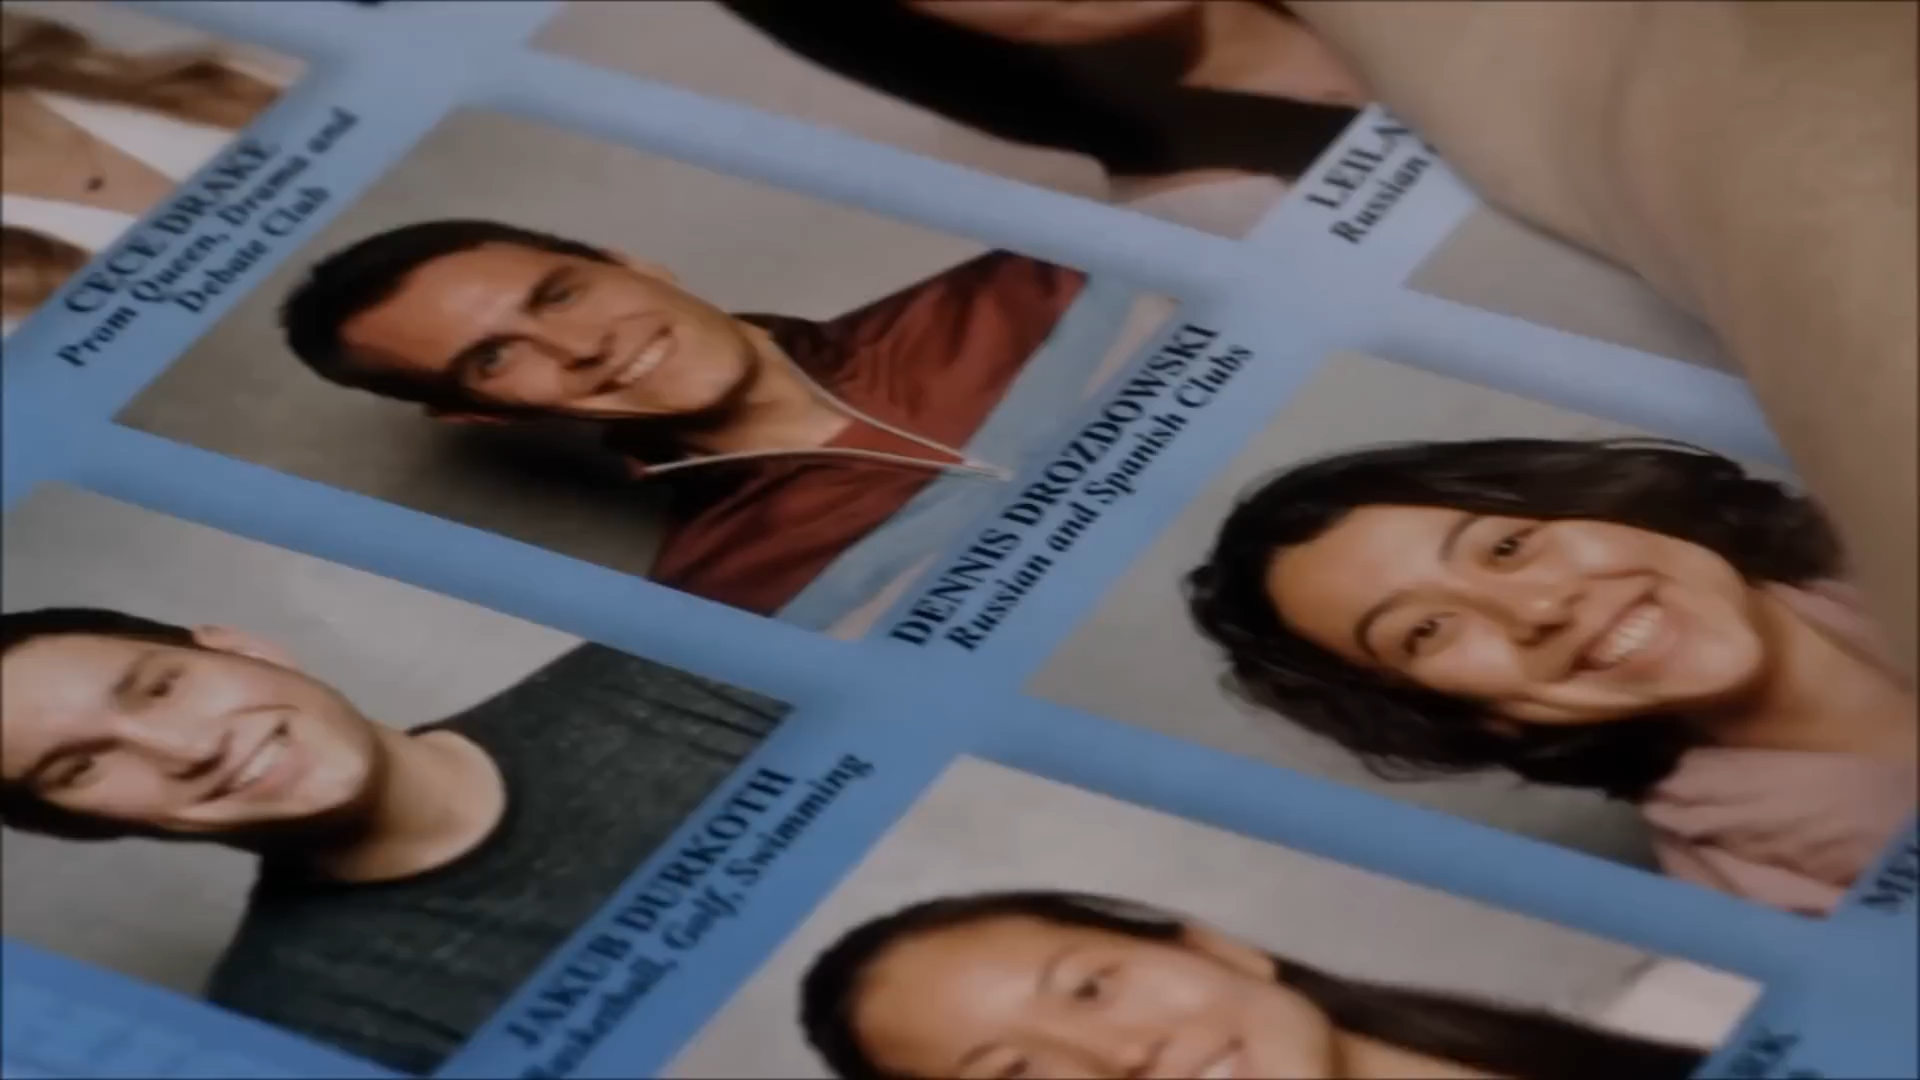 CECE DRAKE
Prom Queen, Drama and
Debate Club
DENNIS DROZDOWSKI
Russian and Spanish Clubs
Russian
JAKUB DURKOTH
Basketball, Golf, Swimming